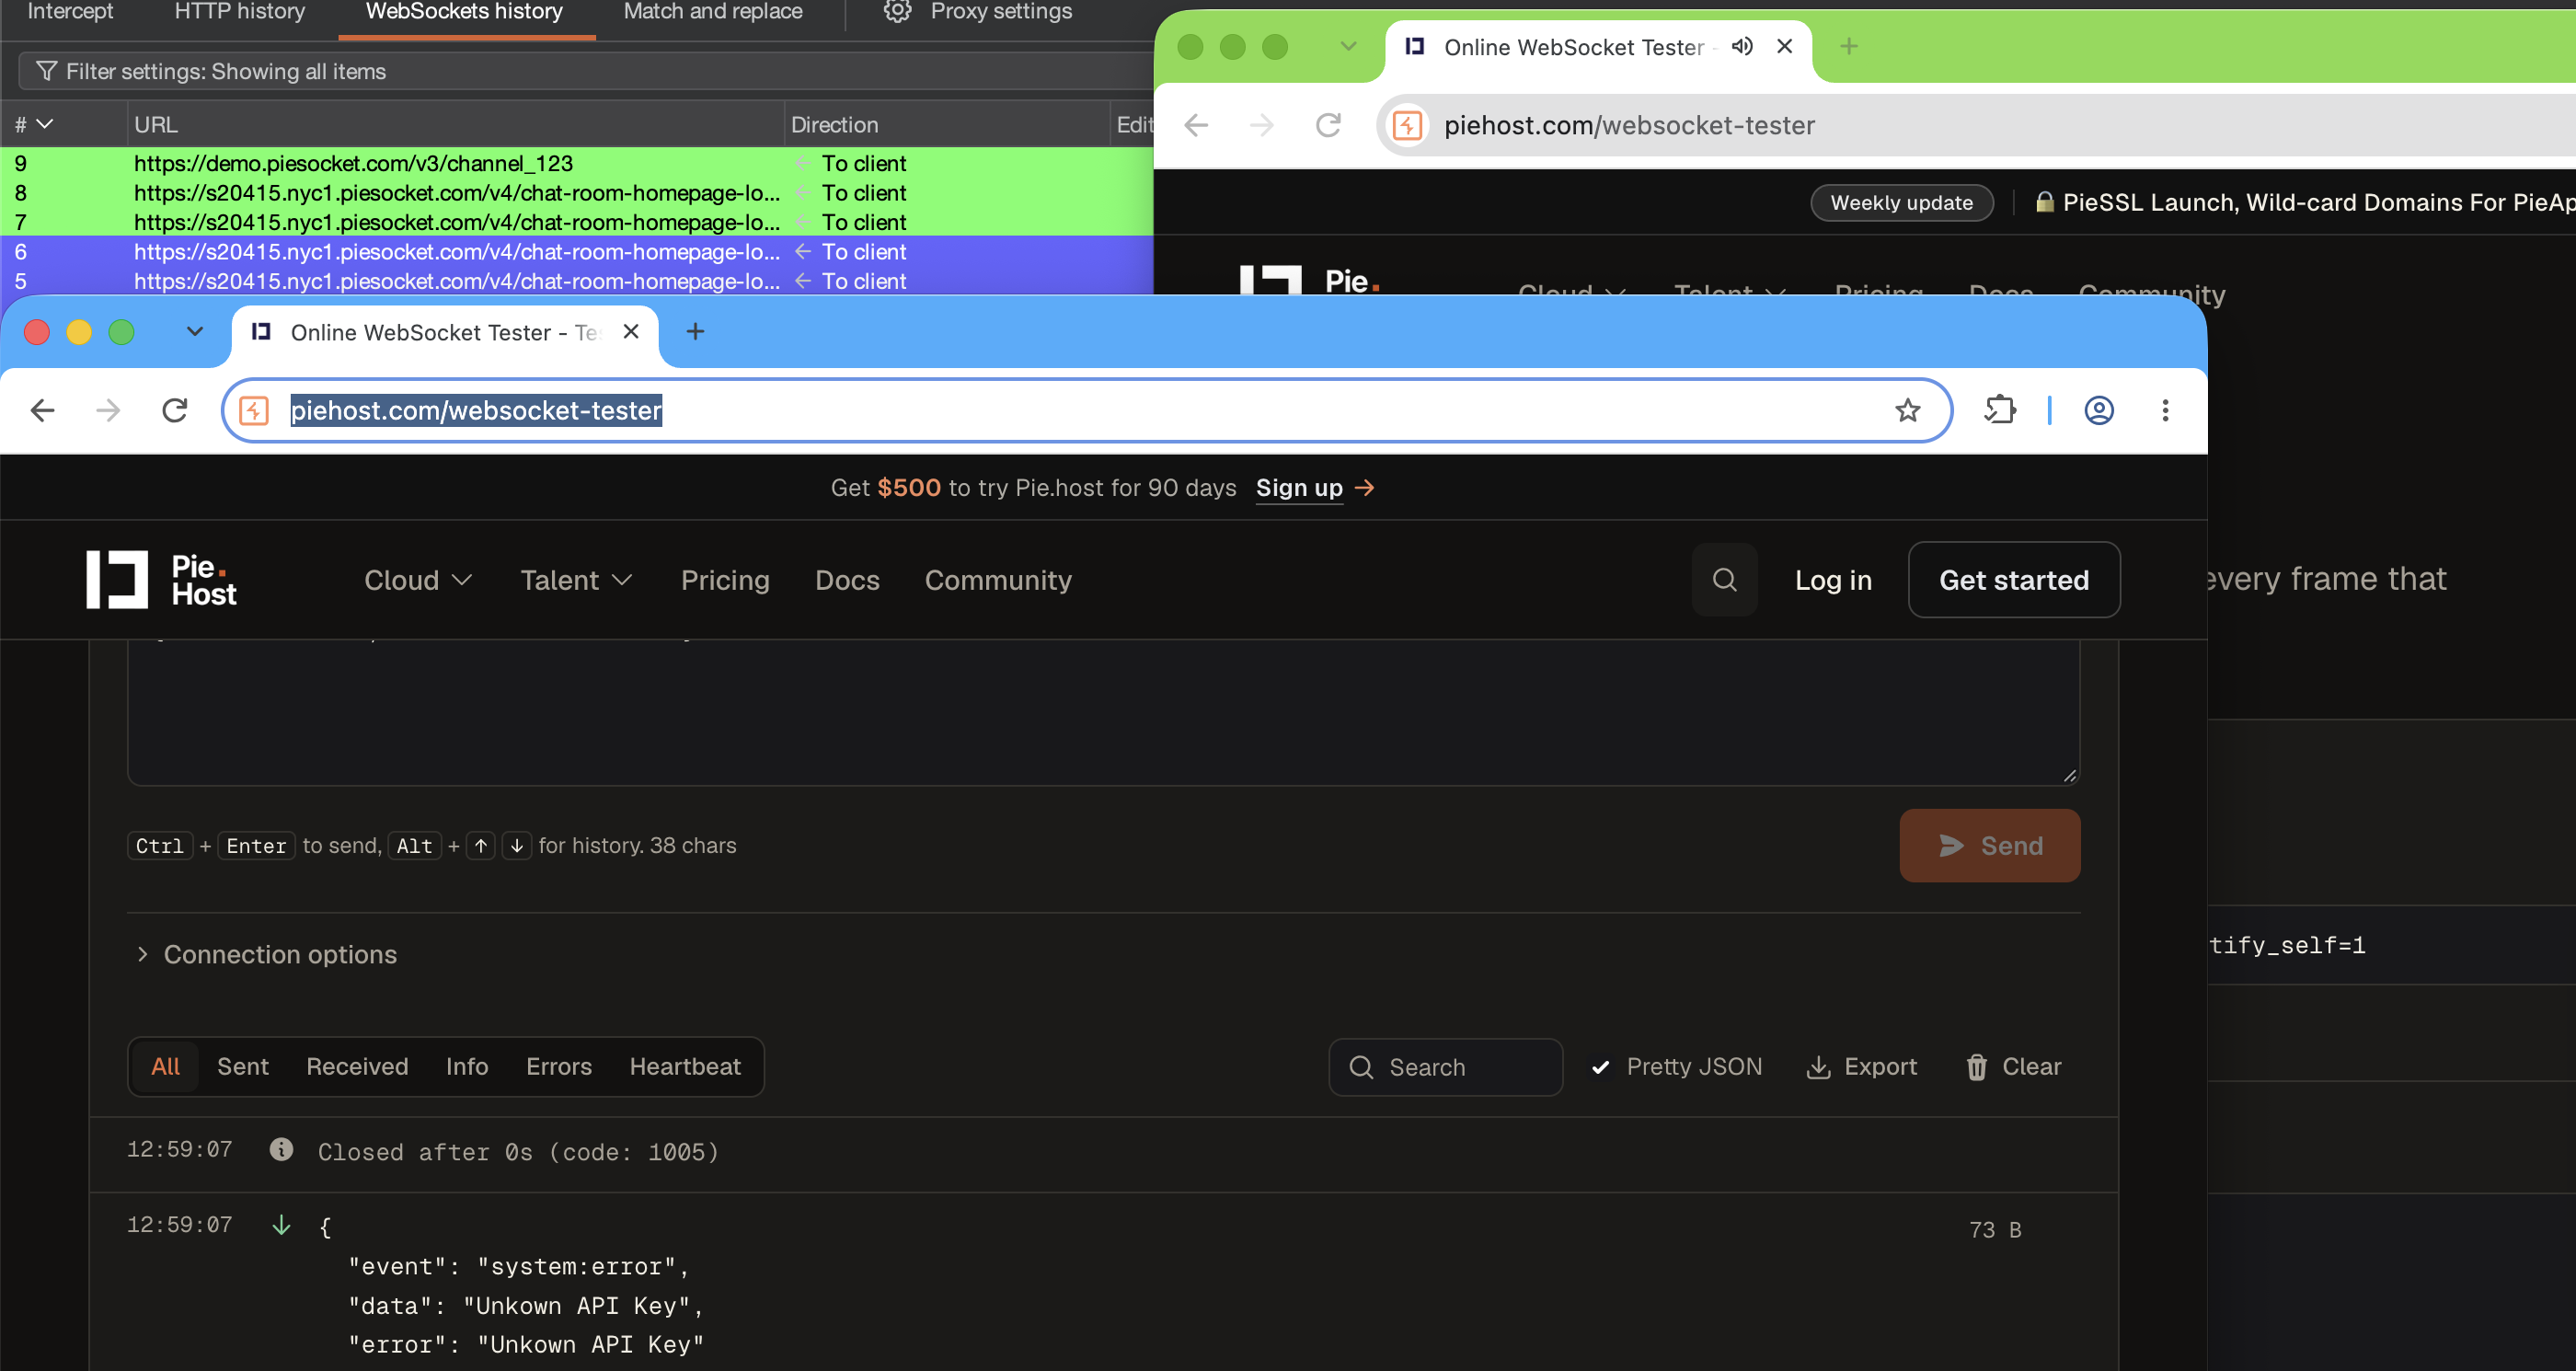 Intercept HTTP history WebSockets history Match and replace Proxy settings
Filter settings: Showing all items
# URL Direction Edit
9 https://demo.piesocket.com/v3/channel_123 To client
8 https://s20415.nyc1.piesocket.com/v4/chat-room-homepage-lo... To client
7 https://s20415.nyc1.piesocket.com/v4/chat-room-homepage-lo... To client
6 https://s20415.nyc1.piesocket.com/v4/chat-room-homepage-lo... To client
5 https://s20415.nyc1.piesocket.com/v4/chat-room-homepage-lo... To client
Online WebSocket Tester -
piehost.com/websocket-tester
Weekly update PieSSL Launch, Wild-card Domains For PieAp
Pie. Cloud Talent Pricing Docs Community
every frame that
tify_self=1
Online WebSocket Tester - Tes
piehost.com/websocket-tester
Get $500 to try Pie.host for 90 days Sign up →
Pie.
Host
Cloud Talent Pricing Docs Community Log in Get started
Ctrl + Enter to send, Alt + ↑ ↓ for history. 38 chars
Send
Connection options
All Sent Received Info Errors Heartbeat Search Pretty JSON Export Clear
12:59:07 Closed after 0s (code: 1005)
12:59:07 ↓ { 73 B
"event": "system:error",
"data": "Unkown API Key",
"error": "Unkown API Key"